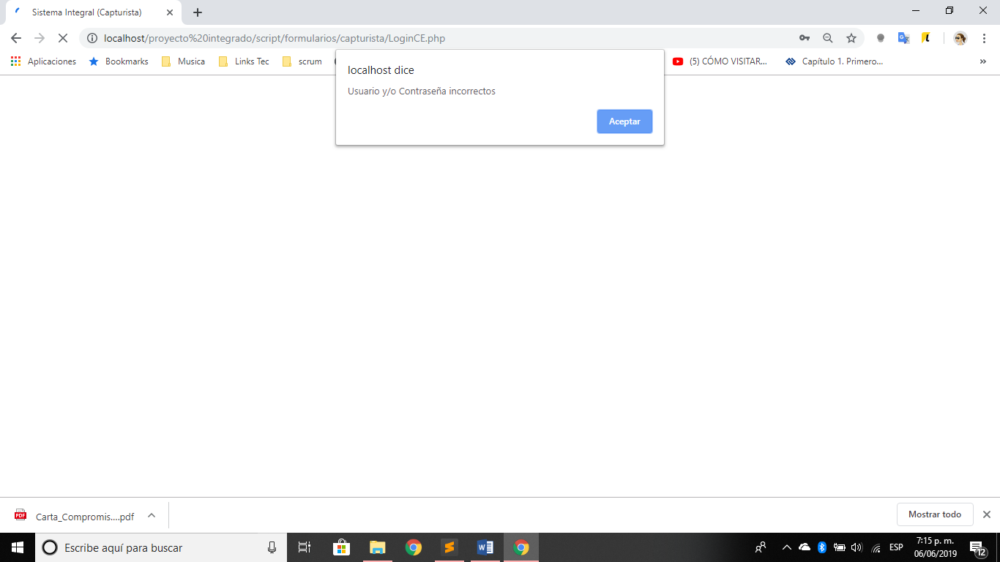 Sistema Integral (Capturista)
localhost/proyecto%20integrado/script/formularios/capturista/LoginCE.php
Aplicaciones
Bookmarks
Musica
Links Tec
scrum
(5) CÓMO VISITAR...
Capítulo 1. Primero...
localhost dice
Usuario y/o Contraseña incorrectos
Aceptar
PDF
Carta_Compromis....pdf
Mostrar todo
Escribe aquí para buscar
ESP
7:15 p. m.
06/06/2019
12